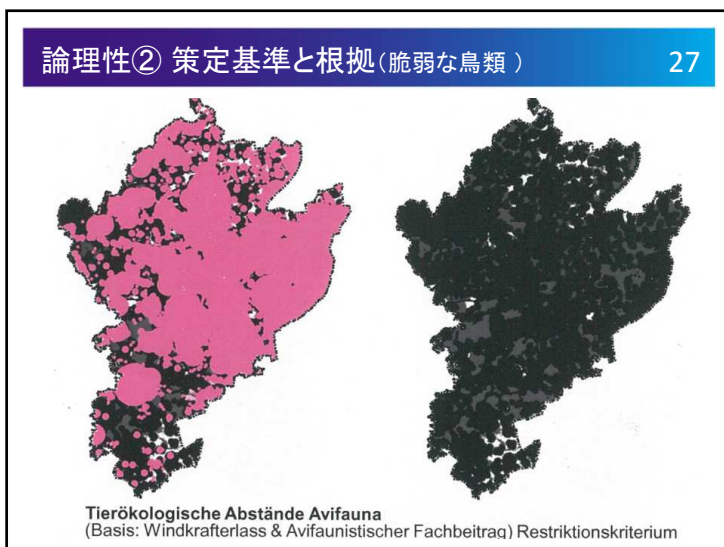 論理性② 策定基準と根拠(脆弱な鳥類 )
27
Tierökologische Abstände Avifauna
(Basis: Windkrafterlass & Avifaunistischer Fachbeitrag) Restriktionskriterium